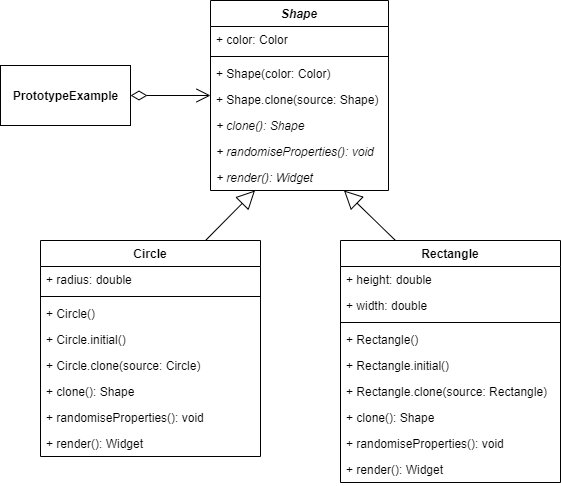 Shape
+ color: Color
+ Shape(color: Color)
+ Shape.clone(source: Shape)
+ clone(): Shape
+ randomiseProperties(): void
+ render(): Widget
PrototypeExample
Circle
+ radius: double
+ Circle()
+ Circle.initial()
+ Circle.clone(source: Circle)
+ clone(): Shape
+ randomiseProperties(): void
+ render(): Widget
Rectangle
+ height: double
+ width: double
+ Rectangle()
+ Rectangle.initial()
+ Rectangle.clone(source: Rectangle)
+ clone(): Shape
+ randomiseProperties(): void
+ render(): Widget